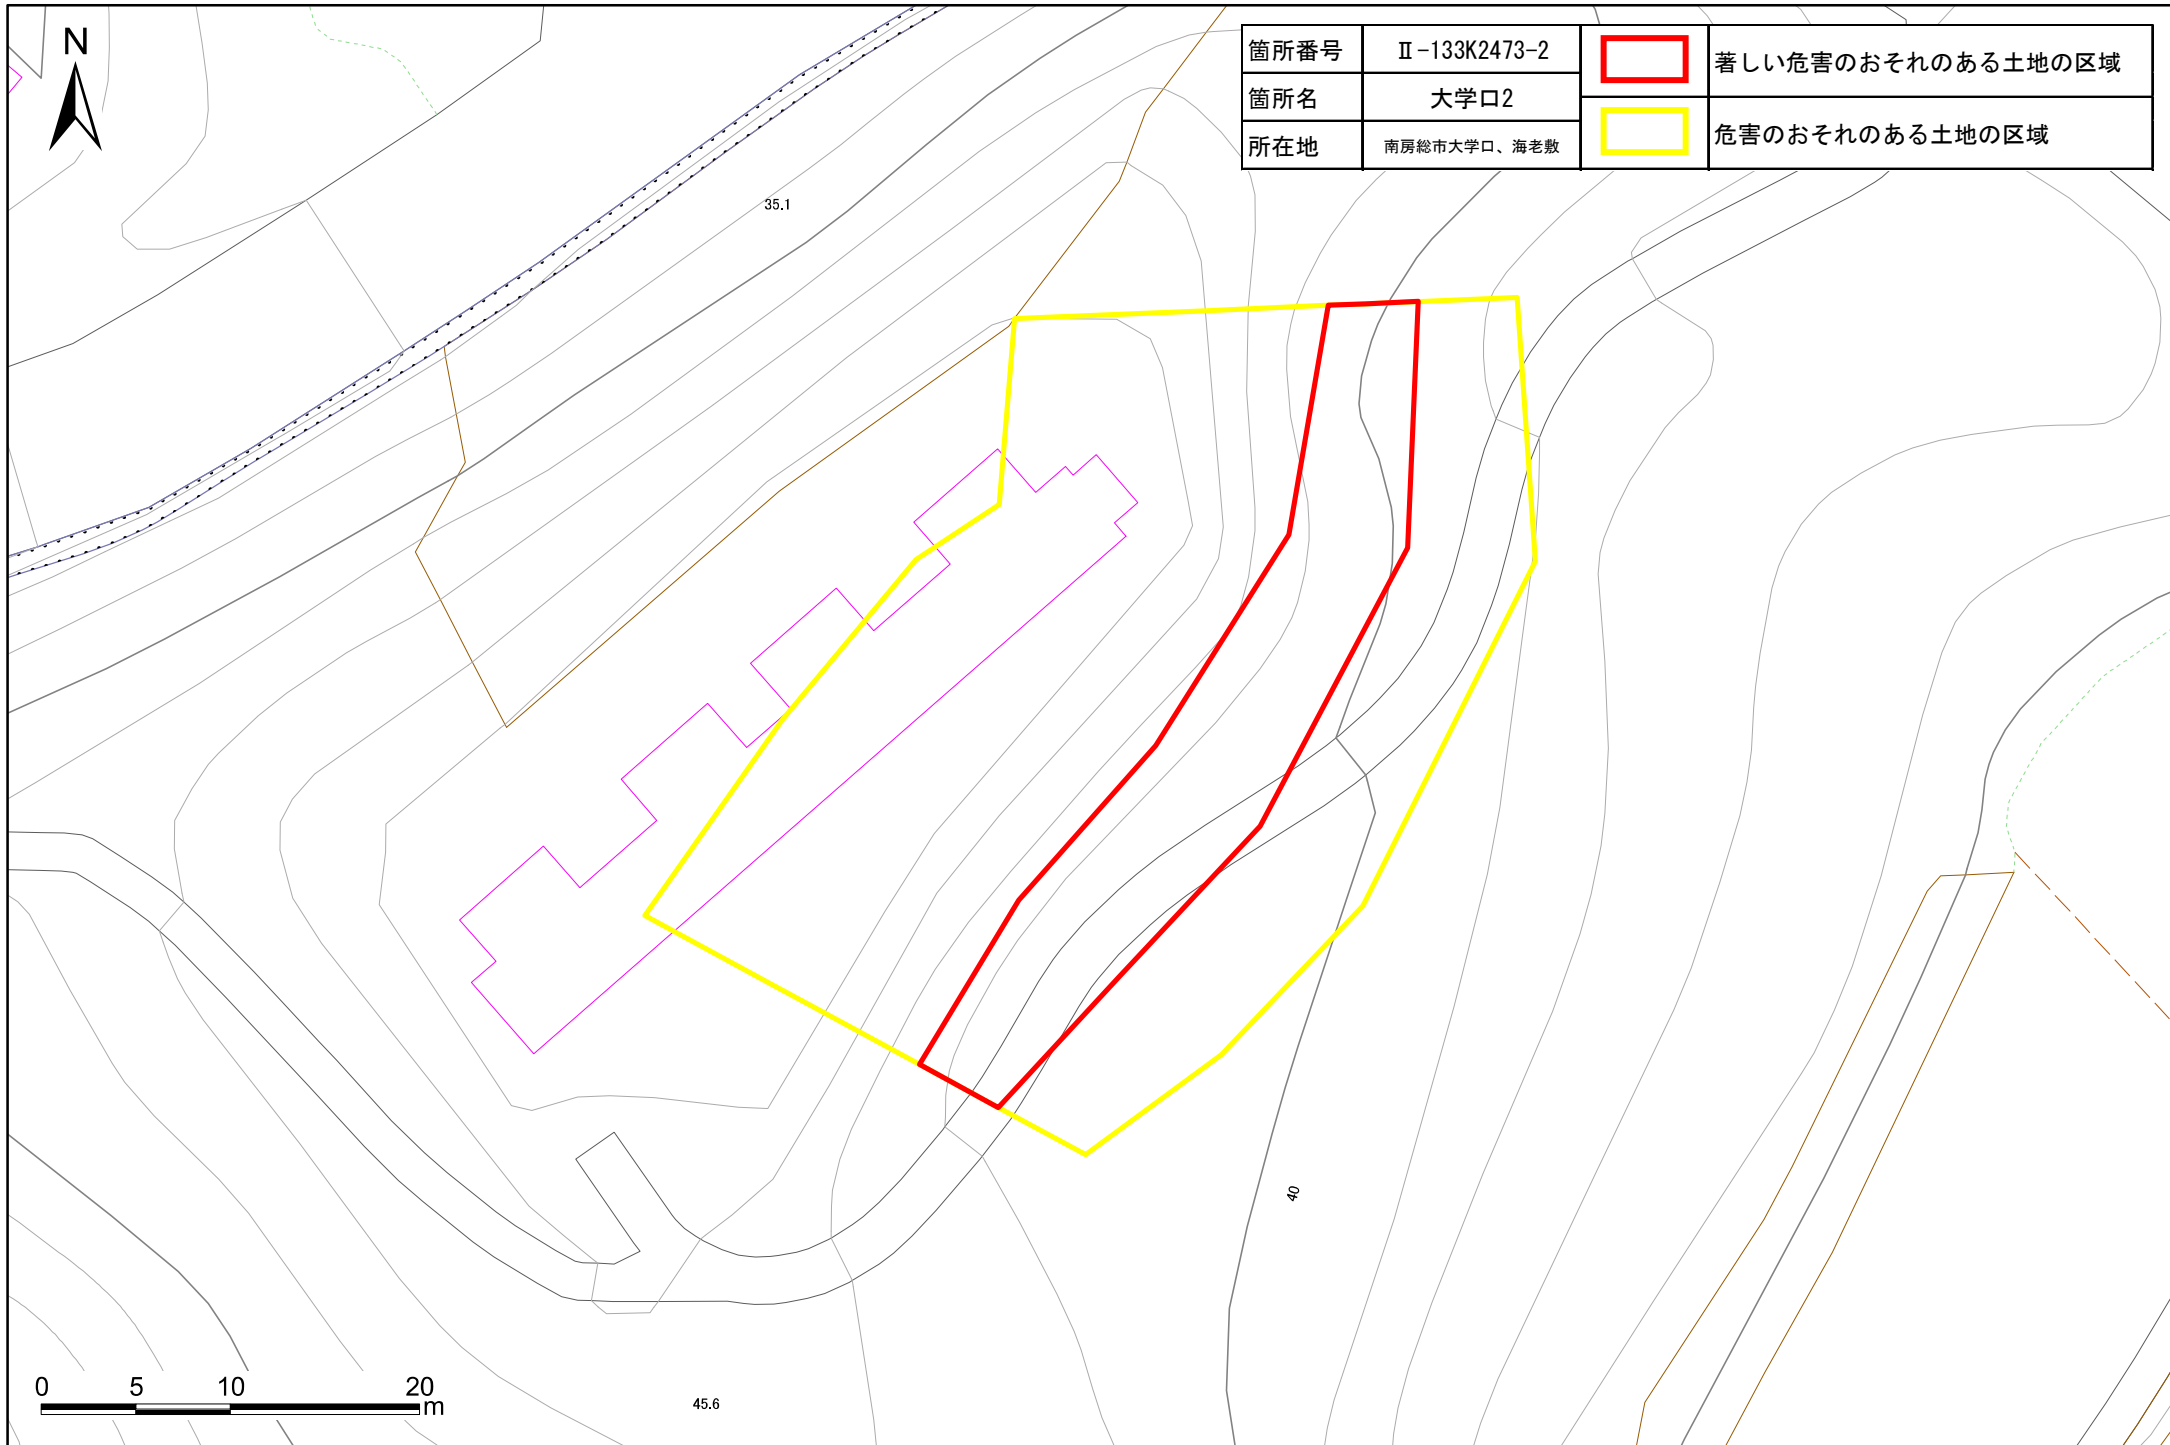 N
箇所番号 Ⅱ-133K2473-2 著しい危害のおそれのある土地の区域
箇所名 大学口2
所在地 南房総市大学口、海老敷 危害のおそれのある土地の区域
35.1
40
45.6
0 5 10 20
m